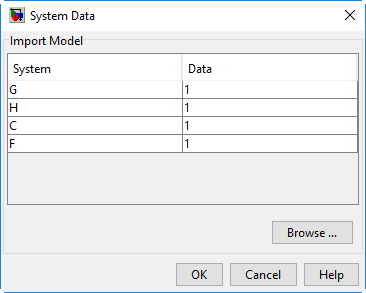 System Data
Import Model
System Data
G 1
H 1
C 1
F 1
Browse ...
OK Cancel Help